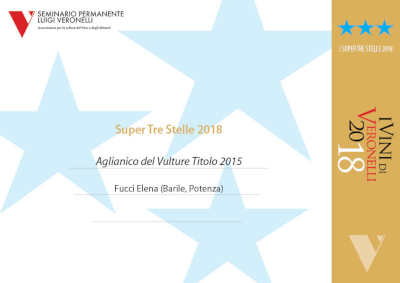 SEMINARIO PERMANENTE
LUIGI VERONELLI
Associazione per la cultura del Vino e degli Alimenti
Super Tre Stelle 2018
Aglianico del Vulture Titolo 2015
Fucci Elena (Barile, Potenza)
I SUPER TRE STELLE 2018
I VINI DI
VERONELLI
2018